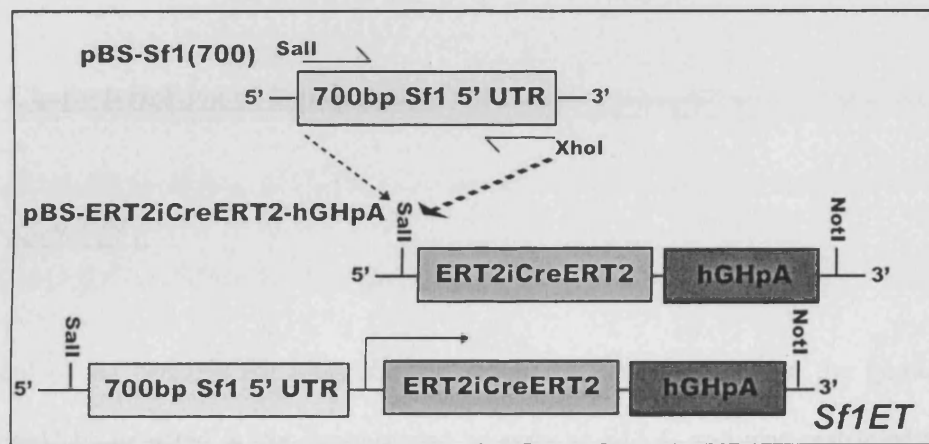 pBS-Sf1(700) SalI
5' 700bp Sf1 5' UTR 3'
XhoI
pBS-ERT2iCreERT2-hGHpA SalI NotI
5' ERT2iCreERT2 hGHpA 3'
SalI NotI
5' 700bp Sf1 5' UTR ERT2iCreERT2 hGHpA 3'
Sf1ET